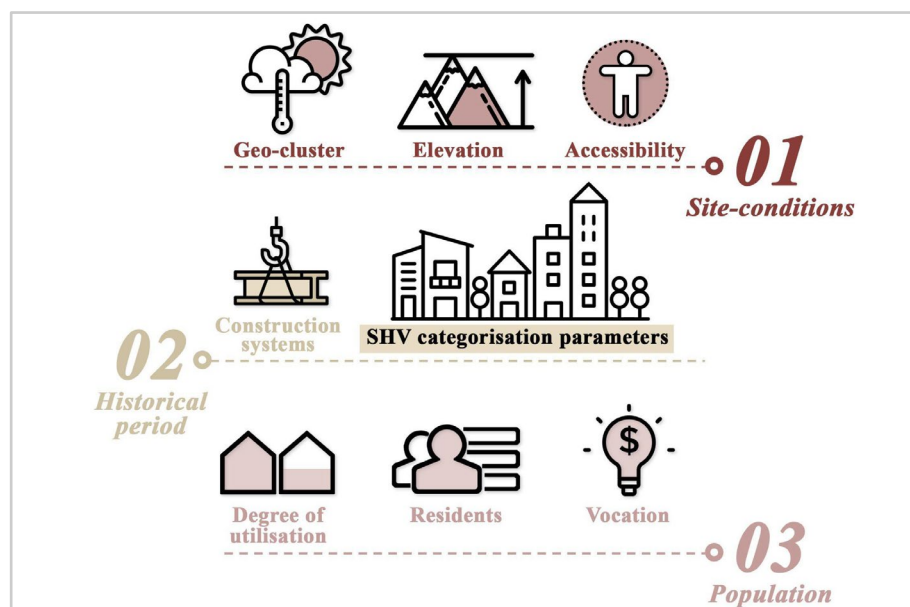 Geo-cluster
Elevation
Accessibility
01
Site-conditions
Construction
systems
SHV categorisation parameters
02
Historical
period
$
Degree of
utilisation
Residents
Vocation
03
Population